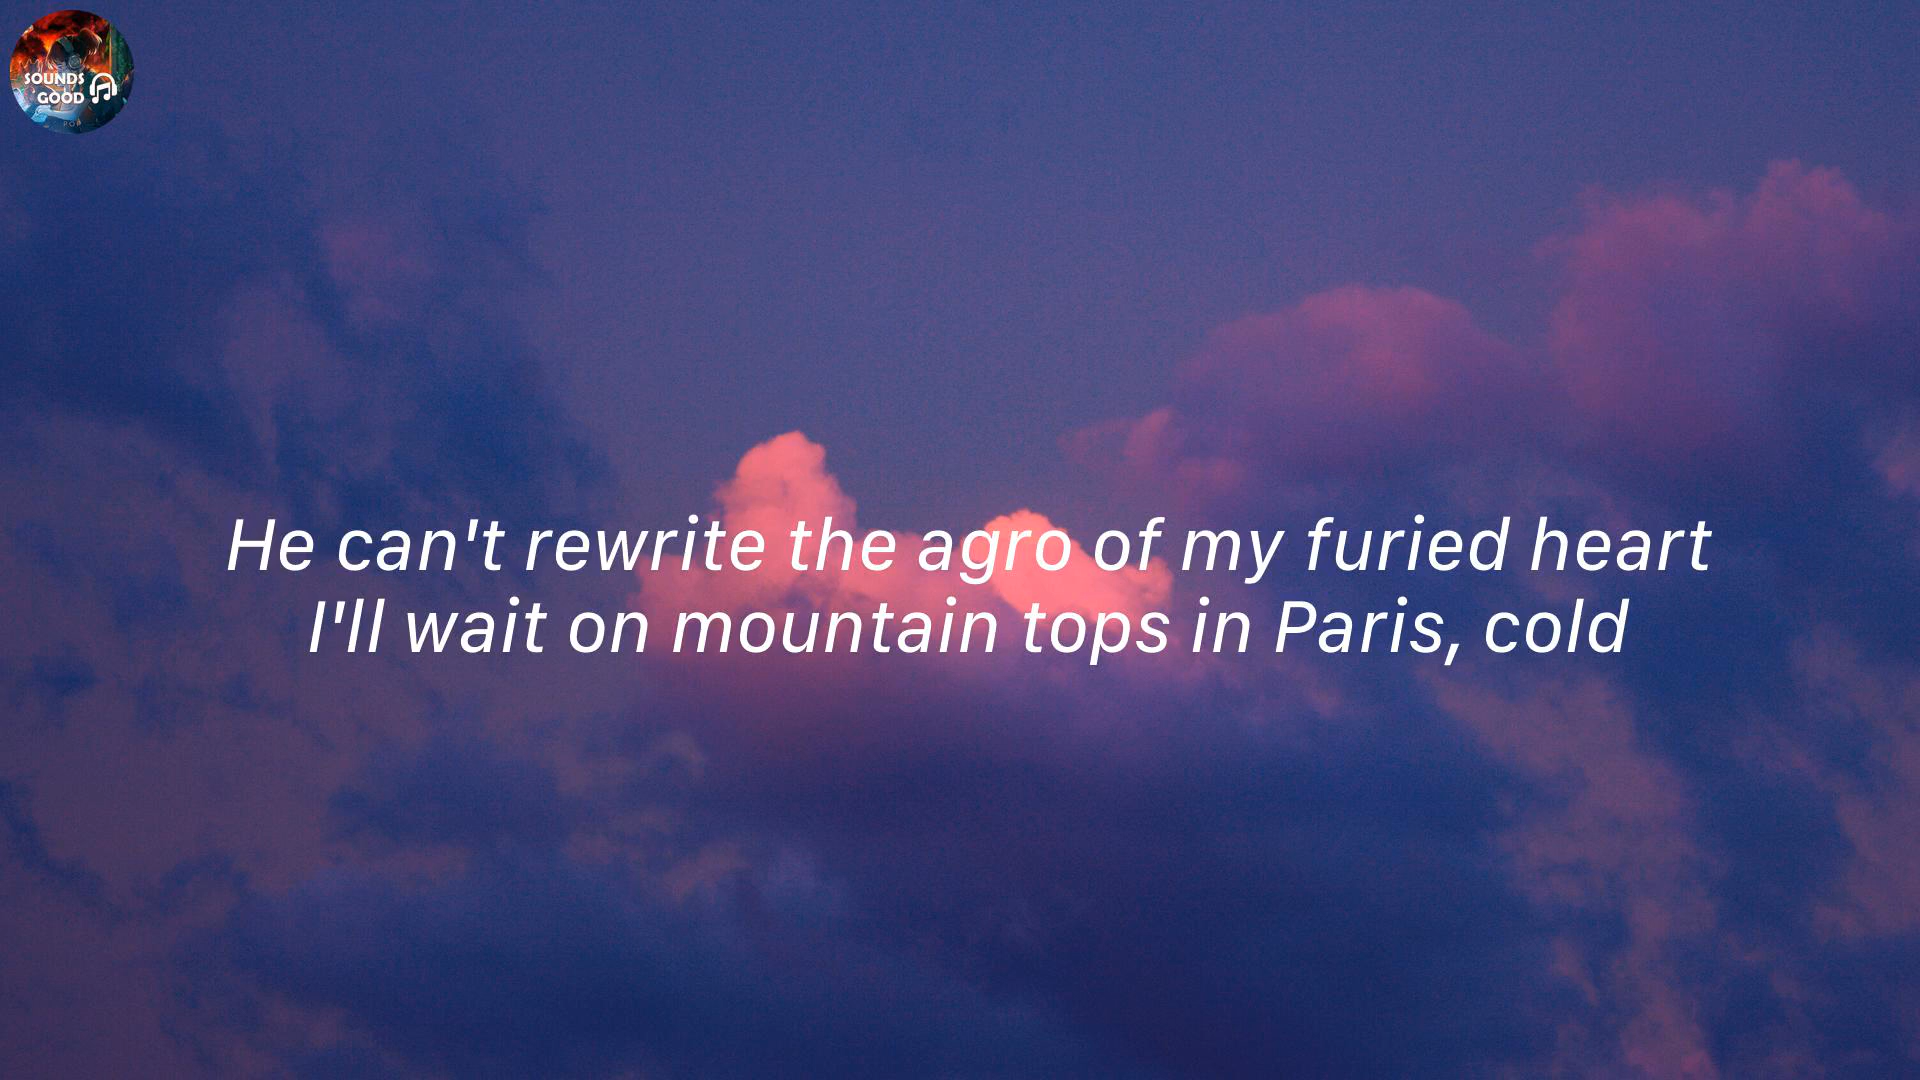 SOUNDS
GOOD
POP
He can't rewrite the agro of my furied heart
I'll wait on mountain tops in Paris, cold